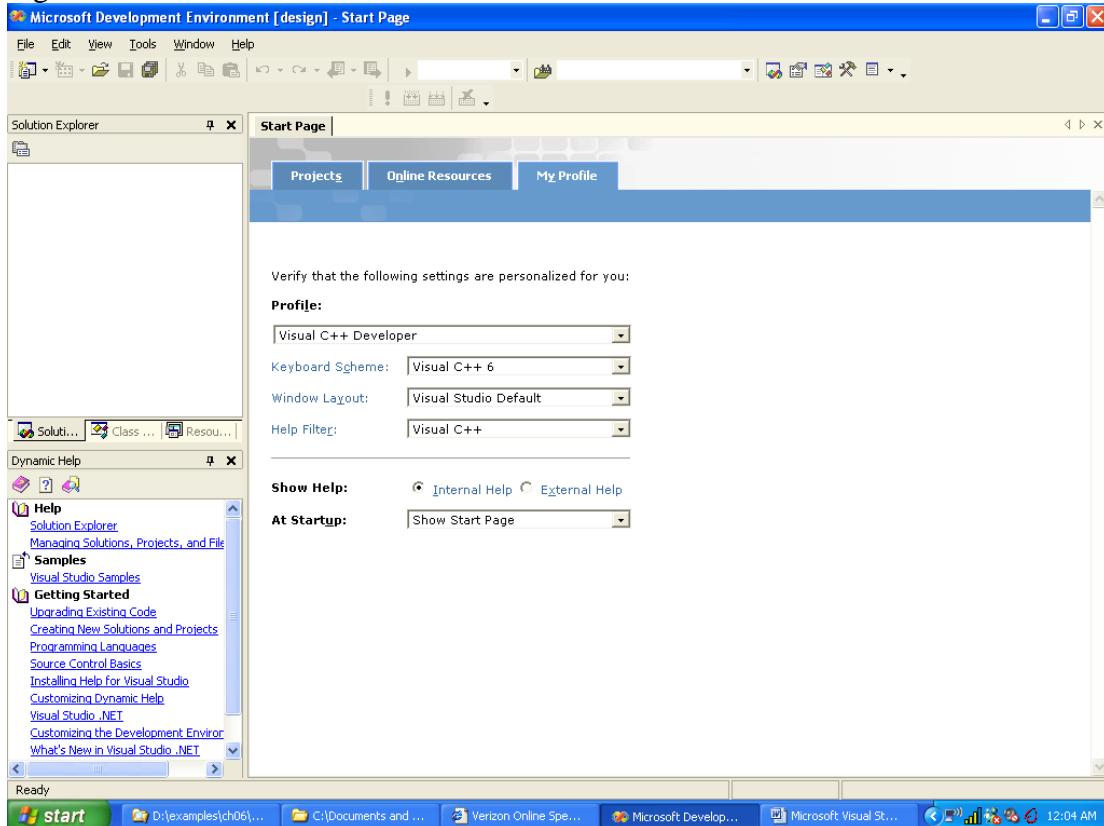 Microsoft Development Environment [design] - Start Page
File Edit View Tools Window Help
Solution Explorer
Start Page
Projects Online Resources My Profile
Verify that the following settings are personalized for you:
Profile:
Visual C++ Developer
Keyboard Scheme: Visual C++ 6
Window Layout: Visual Studio Default
Help Filter: Visual C++
Show Help: Internal Help External Help
At Startup: Show Start Page
Soluti... Class ... Resou...
Dynamic Help
Help
Solution Explorer
Managing Solutions, Projects, and File
Samples
Visual Studio Samples
Getting Started
Upgrading Existing Code
Creating New Solutions and Projects
Programming Languages
Source Control Basics
Installing Help for Visual Studio
Customizing Dynamic Help
Visual Studio .NET
Customizing the Development Environ
What's New in Visual Studio .NET
Ready
start D:\examples\ch06\... C:\Documents and ... Verizon Online Spe... Microsoft Develop... Microsoft Visual St... 12:04 AM